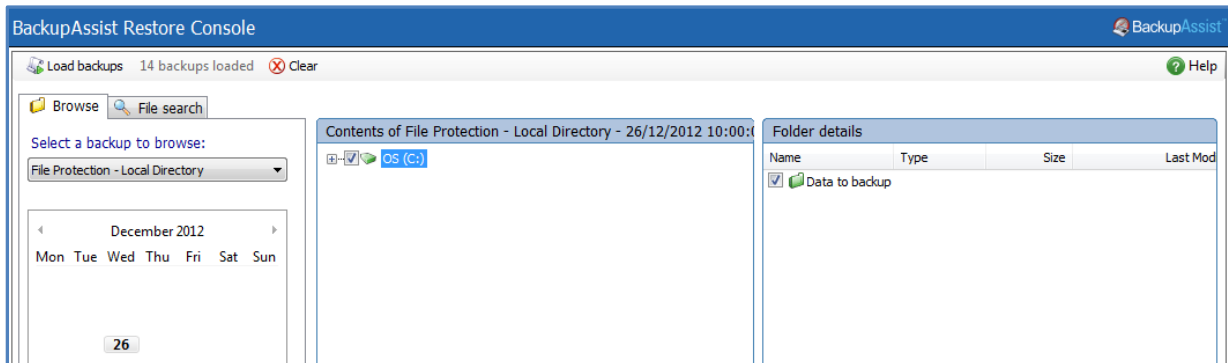 BackupAssist Restore Console
BackupAssist™
Load backups 14 backups loaded Clear
Help
Browse File search
Select a backup to browse:
File Protection - Local Directory
December 2012
Mon Tue Wed Thu Fri Sat Sun
26
Contents of File Protection - Local Directory - 26/12/2012 10:00:0
OS (C:)
Folder details
Name Type Size Last Mod
Data to backup